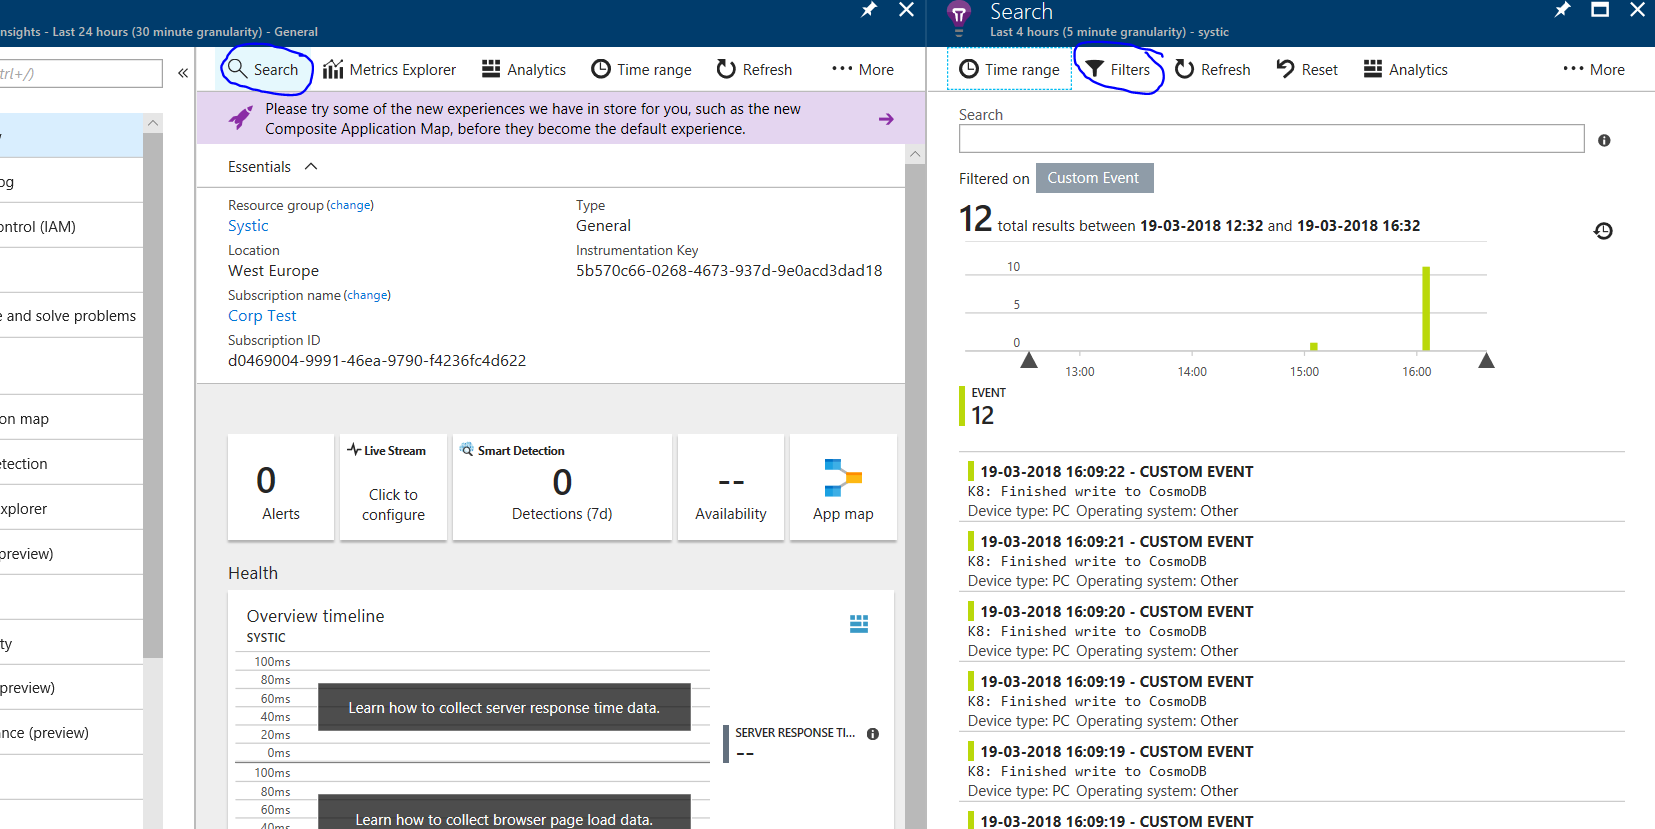 nsights - Last 24 hours (30 minute granularity) - General
trl+/)
og
ontrol (IAM)
e and solve problems
on map
etection
xplorer
preview)
ty
preview)
nce (preview)
Search Metrics Explorer Analytics Time range Refresh ··· More
Please try some of the new experiences we have in store for you, such as the new
Composite Application Map, before they become the default experience.
Essentials
Resource group (change)
Systic
Type
General
Location
West Europe
Instrumentation Key
5b570c66-0268-4673-937d-9e0acd3dad18
Subscription name (change)
Corp Test
Subscription ID
d0469004-9991-46ea-9790-f4236fc4d622
0
Alerts
Live Stream
Click to
configure
Smart Detection
0
Detections (7d)
--
Availability
App map
Health
Overview timeline
SYSTIC
100ms
80ms
60ms
40ms
20ms
0ms
Learn how to collect server response time data.
SERVER RESPONSE TI...
--
100ms
80ms
60ms
40ms
Learn how to collect browser page load data.
Search
Last 4 hours (5 minute granularity) - systic
Time range Filters Refresh Reset Analytics ··· More
Search
Filtered on Custom Event
12 total results between 19-03-2018 12:32 and 19-03-2018 16:32
10
5
0
13:00 14:00 15:00 16:00
EVENT
12
19-03-2018 16:09:22 - CUSTOM EVENT
K8: Finished write to CosmoDB
Device type: PC Operating system: Other
19-03-2018 16:09:21 - CUSTOM EVENT
K8: Finished write to CosmoDB
Device type: PC Operating system: Other
19-03-2018 16:09:20 - CUSTOM EVENT
K8: Finished write to CosmoDB
Device type: PC Operating system: Other
19-03-2018 16:09:19 - CUSTOM EVENT
K8: Finished write to CosmoDB
Device type: PC Operating system: Other
19-03-2018 16:09:19 - CUSTOM EVENT
K8: Finished write to CosmoDB
Device type: PC Operating system: Other
19-03-2018 16:09:19 - CUSTOM EVENT